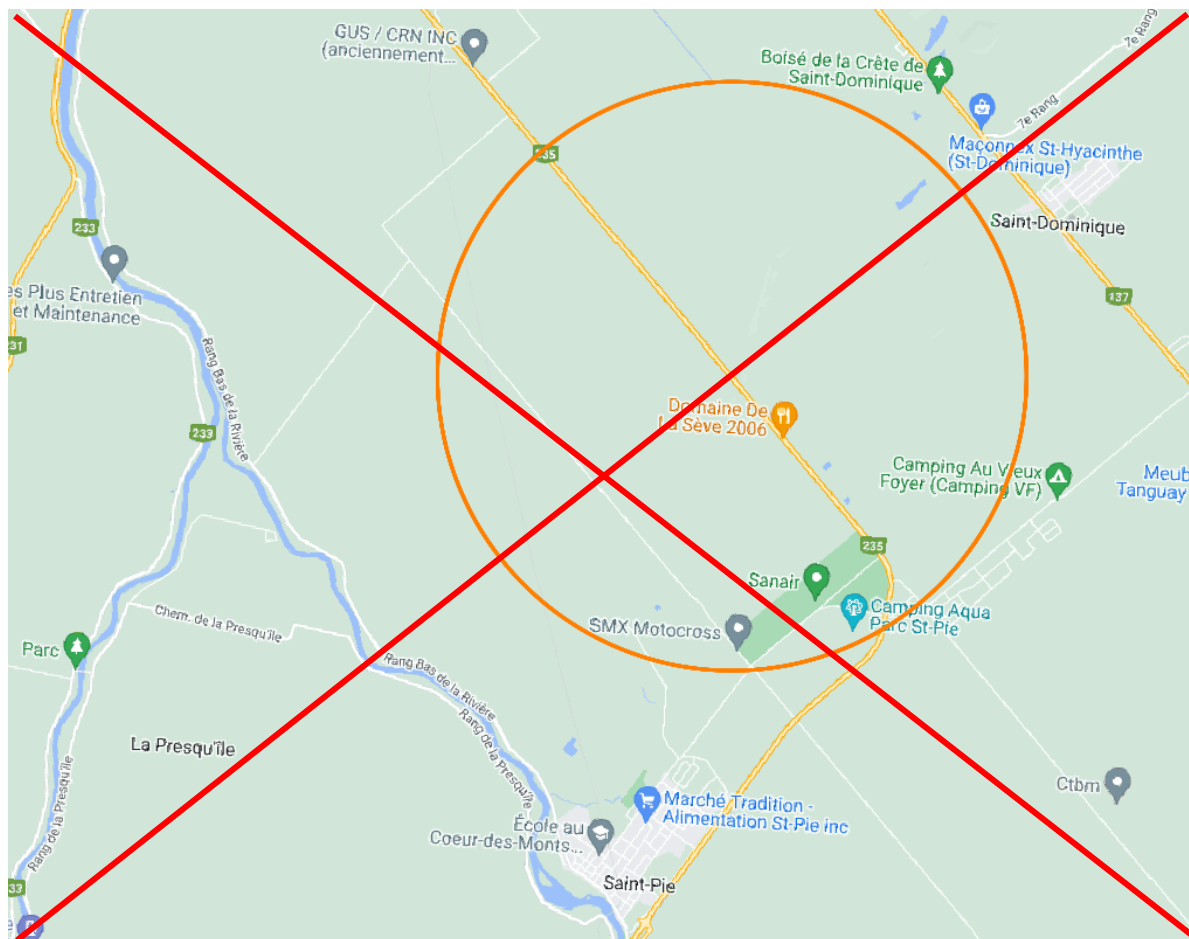 GUS / CRN INC
(anciennement...
Boisé de la Crête de
Saint-Dominique
7e Rang
7e Rang
Maçonnex St-Hyacinthe
(St-Dominique)
235
Saint-Dominique
233
137
es Plus Entretien
et Maintenance
231
Rang Bas de la Rivière
Domaine De
La Sève 2006
233
Camping Au Vieux
Foyer (Camping VF)
Meub
Tanguay
235
Sanair
Camping Aqua
Parc St-Pie
SMX Motocross
Chem. de la Presqu'île
Parc
Rang Bas de la Rivière
Rang de la Presqu'île
La Presqu'île
Rang de la Presqu'île
Ctbm
Marché Tradition -
Alimentation St-Pie inc
École au
Coeur-des-Monts...
Saint-Pie
33
e